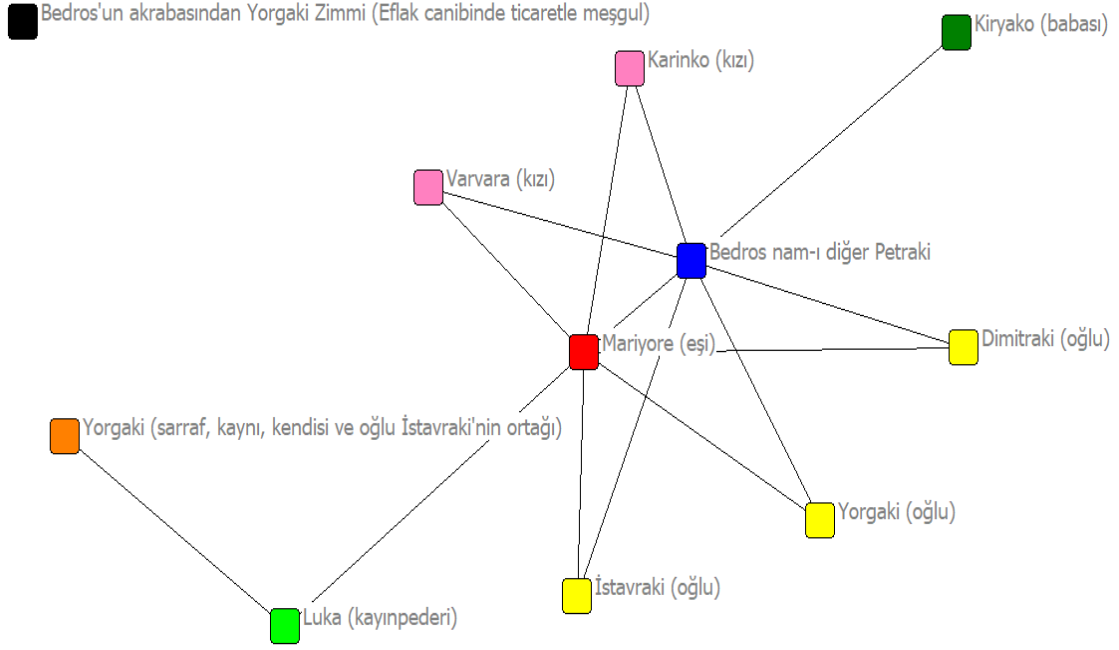 Bedros'un akrabasından Yorgaki Zimmi (Eflak canibinde ticaretle meşgul)
Kiryako (babası)
Karinko (kızı)
Varvara (kızı)
Bedros nam-ı diğer Petraki
Mariyore (eşi)
Dimitraki (oğlu)
Yorgaki (sarraf, kaynı, kendisi ve oğlu İstavraki'nin ortağı)
Yorgaki (oğlu)
İstavraki (oğlu)
Luka (kayınpederi)